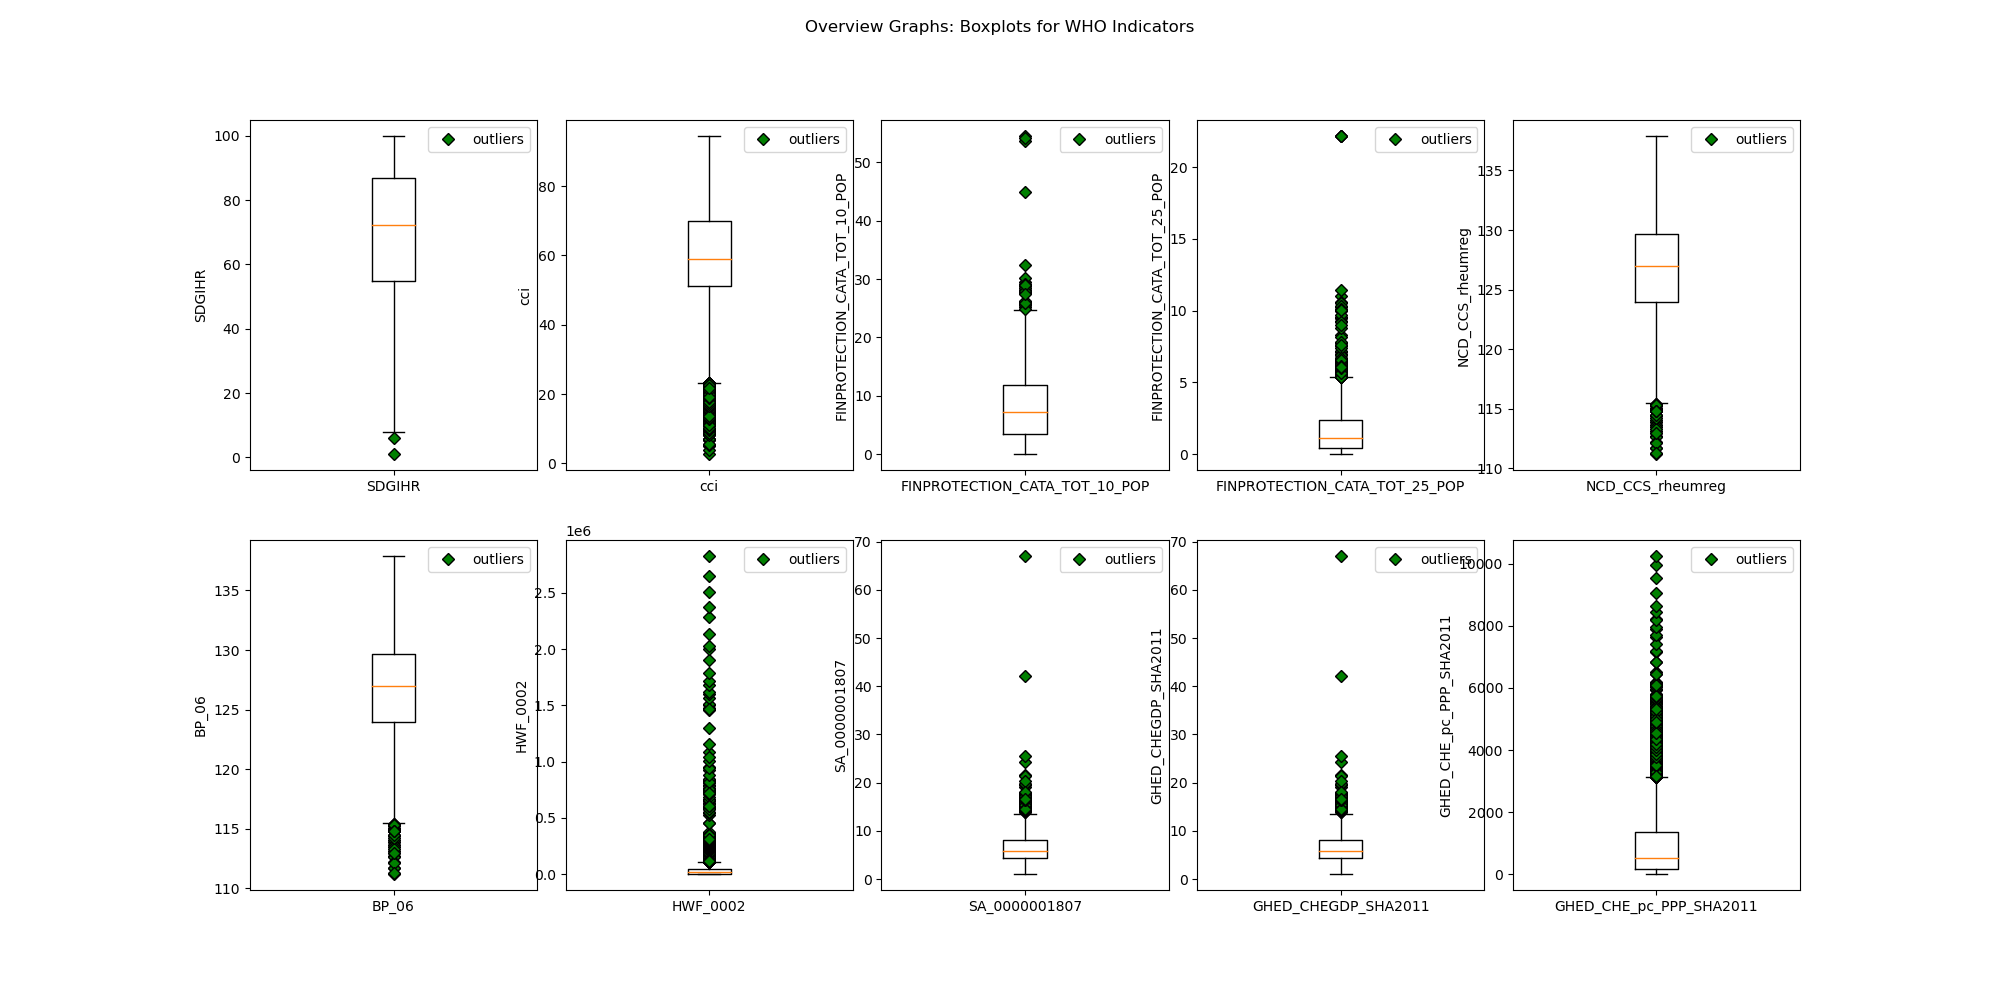 Overview Graphs: Boxplots for WHO Indicators
SDGIHR
100
80
60
40
20
0
outliers
SDGIHR
cci
80
60
40
20
0
outliers
cci
FINPROTECTION_CATA_TOT_10_POP
50
40
30
20
10
0
outliers
FINPROTECTION_CATA_TOT_10_POP
FINPROTECTION_CATA_TOT_25_POP
20
15
10
5
0
outliers
FINPROTECTION_CATA_TOT_25_POP
NCD_CCS_rheumreg
135
130
125
120
115
110
outliers
NCD_CCS_rheumreg
BP_06
135
130
125
120
115
110
outliers
BP_06
HWF_0002
1e6
2.5
2.0
1.5
1.0
0.5
0.0
outliers
HWF_0002
SA_0000001807
70
60
50
40
30
20
10
0
outliers
SA_0000001807
GHED_CHEGDP_SHA2011
70
60
50
40
30
20
10
0
outliers
GHED_CHEGDP_SHA2011
GHED_CHE_pc_PPP_SHA2011
10000
8000
6000
4000
2000
0
outliers
GHED_CHE_pc_PPP_SHA2011